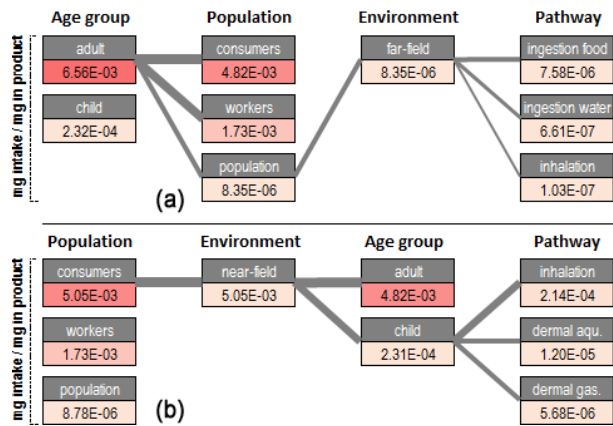 Age group Population Environment Pathway
mg intake / mg in product
adult consumers far-field ingestion food
6.56E-03 4.82E-03 8.35E-06 7.58E-06
child workers ingestion water
2.32E-04 1.73E-03 6.61E-07
population inhalation
8.35E-06 1.03E-07
(a)
Population Environment Age group Pathway
mg intake / mg in product
consumers near-field adult inhalation
5.05E-03 5.05E-03 4.82E-03 2.14E-04
workers child dermal aqu.
1.73E-03 2.31E-04 1.20E-05
population dermal gas.
8.78E-06 5.68E-06
(b)